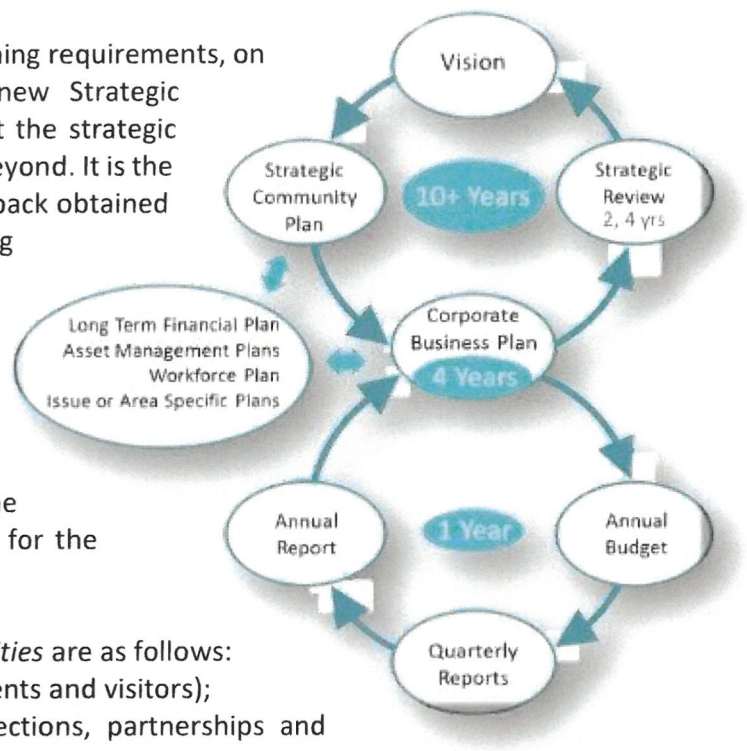 ning requirements, on
new Strategic
t the strategic
eyond. It is the
back obtained
g
ne
for the
ities are as follows:
ents and visitors);
ections, partnerships and
Vision
Strategic
Community
Plan
10+ Years
Strategic
Review
2, 4 yrs
Long Term Financial Plan
Asset Management Plans
Workforce Plan
Issue or Area Specific Plans
Corporate
Business Plan
4 Years
Annual
Report
1 Year
Annual
Budget
Quarterly
Reports